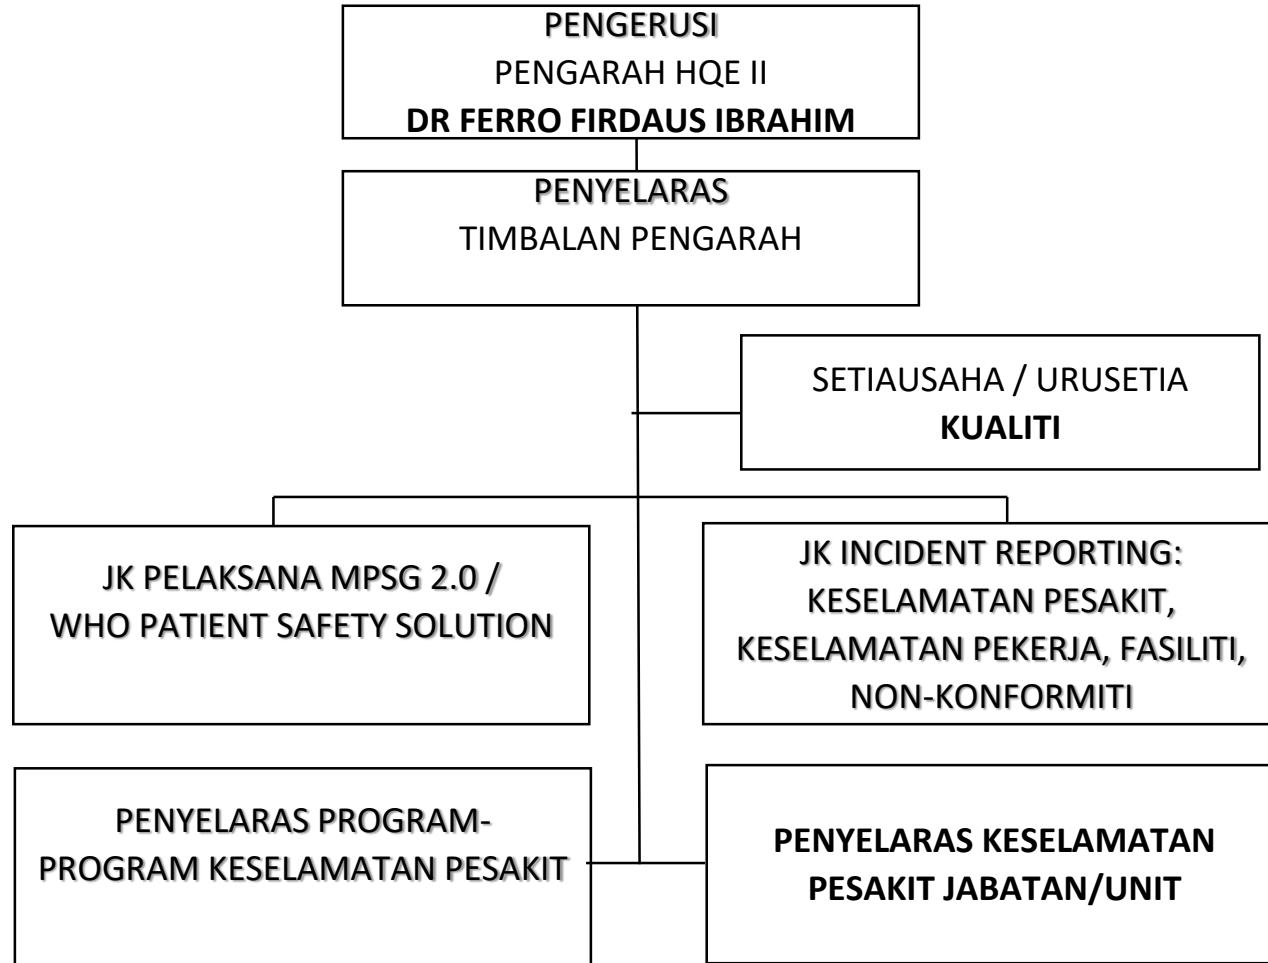 PENGERUSI
PENGARAH HQE II
DR FERRO FIRDAUS IBRAHIM
PENYELARAS
TIMBALAN PENGARAH
SETIAUSAHA / URUSETIA
KUALITI
JK PELAKSANA MPSG 2.0 /
WHO PATIENT SAFETY SOLUTION
JK INCIDENT REPORTING:
KESELAMATAN PESAKIT,
KESELAMATAN PEKERJA, FASILITI,
NON-KONFORMITI
PENYELARAS PROGRAM-
PROGRAM KESELAMATAN PESAKIT
PENYELARAS KESELAMATAN
PESAKIT JABATAN/UNIT